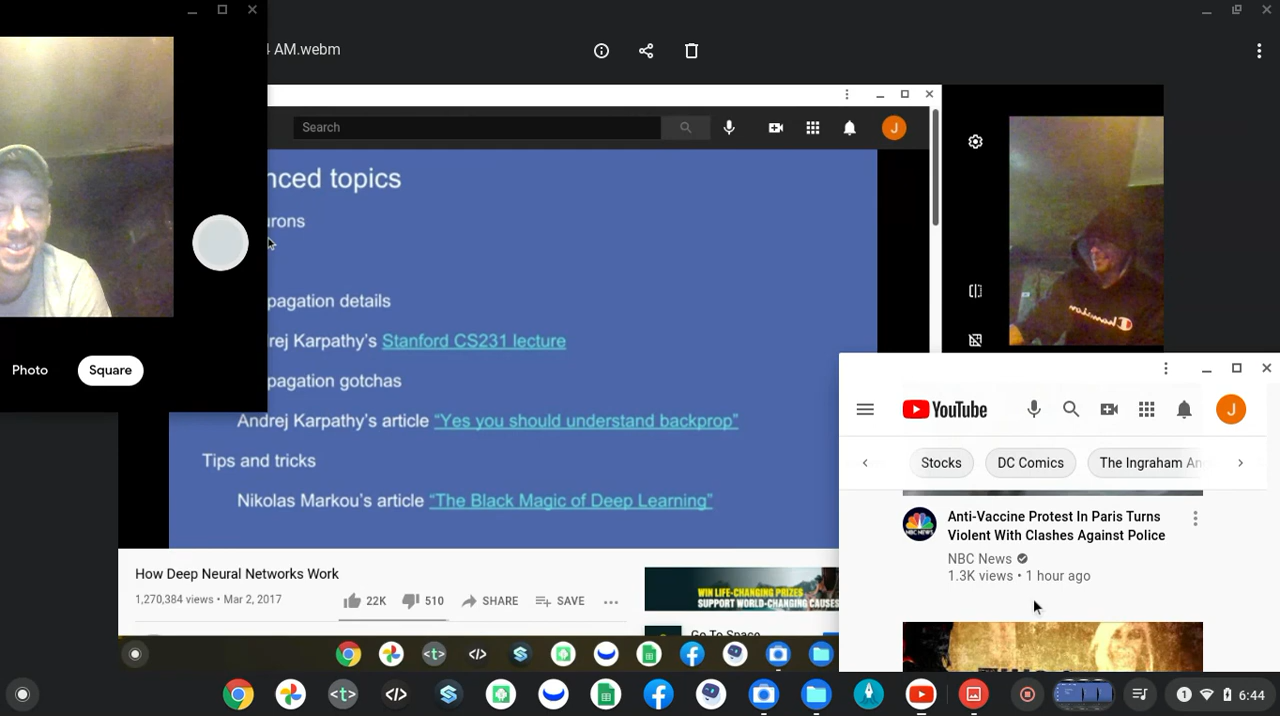 AM.webm
Search
J
nced topics
urons
pagation details
rej Karpathy's Stanford CS231 lecture
pagation gotchas
Andrej Karpathy's article "Yes you should understand backprop"
Tips and tricks
Nikolas Markou's article "The Black Magic of Deep Learning"
Champion
Photo
Square
How Deep Neural Networks Work
1,270,384 views • Mar 2, 2017
22K
510
SHARE
SAVE
WIN LIFE-CHANGING PRIZES
SUPPORT WORLD-CHANGING CAUSES
Go To Space
YouTube
J
Stocks
DC Comics
The Ingraham An
Anti-Vaccine Protest In Paris Turns
Violent With Clashes Against Police
NBC News
1.3K views • 1 hour ago
1
6:44